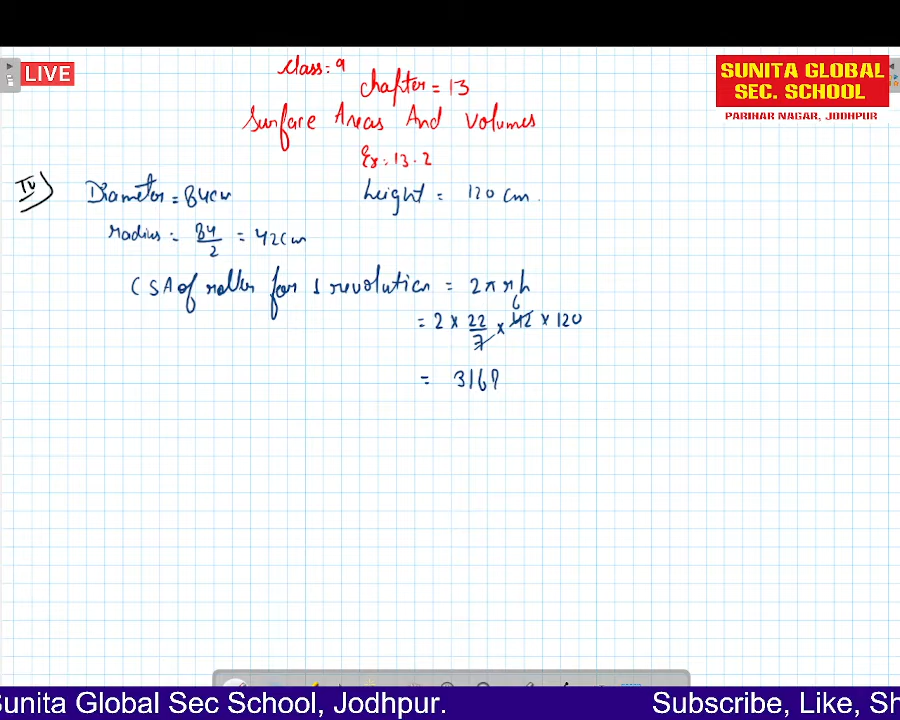 LIVE
Class: 9
Chapter = 13
SUNITA GLOBAL
SEC. SCHOOL
PARIHAR NAGAR, JODHPUR
Surface Areas And Volumes
Ex: 13.2
IV) Diameter = 84cm height = 120 cm.
radius = 84/2 = 42cm
CSA of roller for 1 revolution = 2πrh
= 2 × 22/7 × 42 × 120
6
= 316
Sunita Global Sec School, Jodhpur. Subscribe, Like, Sh